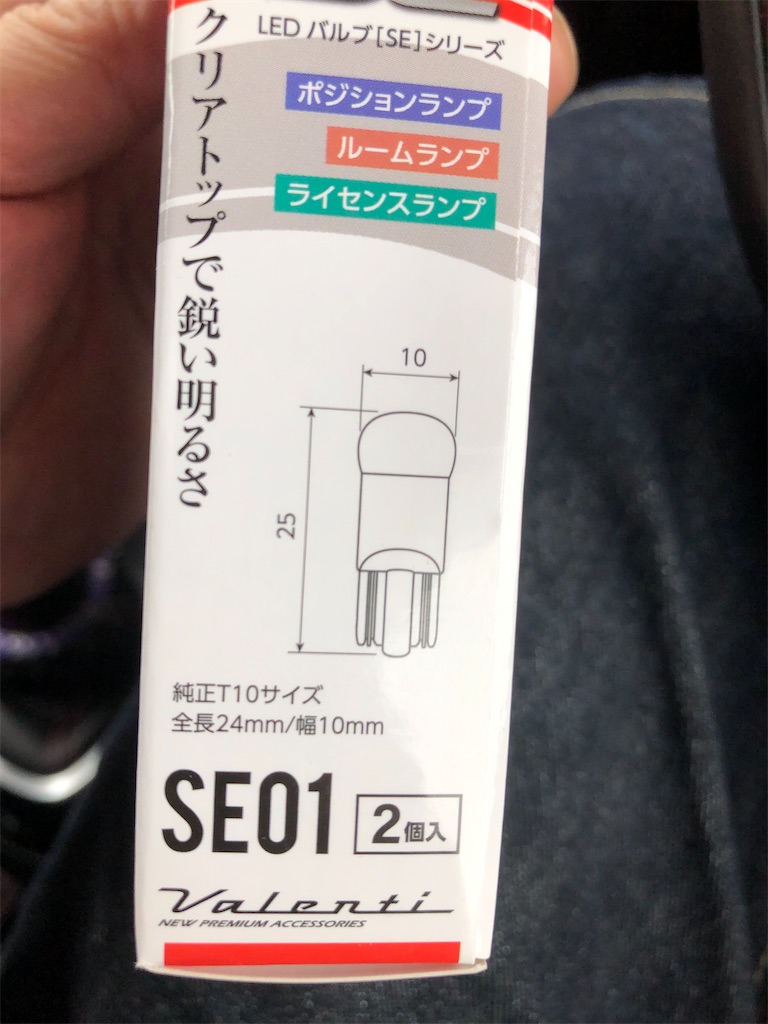 LED バルブ[SE]シリーズ
クリアトップで鋭い明るさ
ポジションランプ
ルームランプ
ライセンスランプ
10
25
純正T10サイズ
全長24mm/幅10mm
SE01
2個入
Valenti
NEW PREMIUM ACCESSORIES